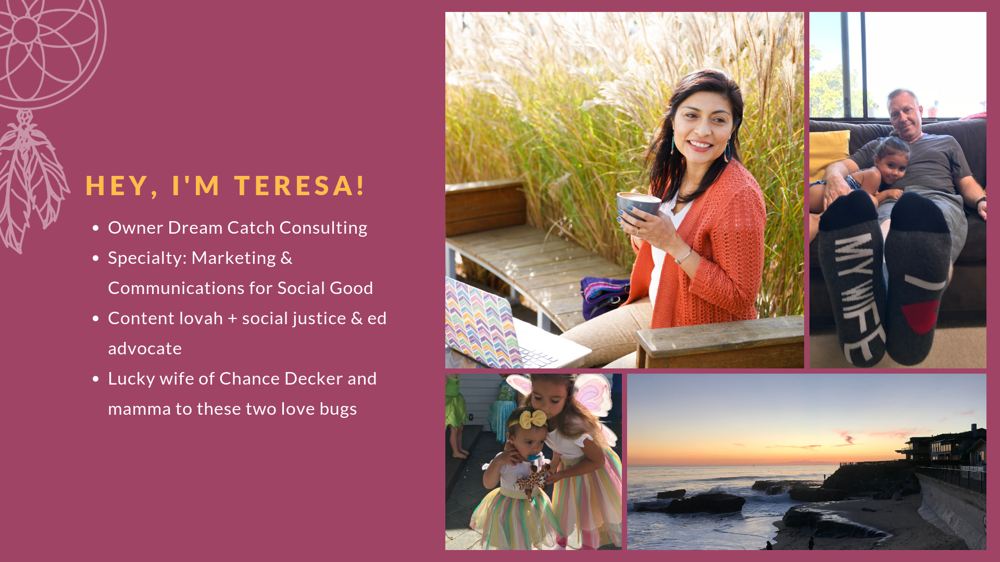 HEY, I'M TERESA!
Owner Dream Catch Consulting
Specialty: Marketing &
Communications for Social Good
Content lovah + social justice & ed
advocate
Lucky wife of Chance Decker and
mamma to these two love bugs
MY WIFE
I